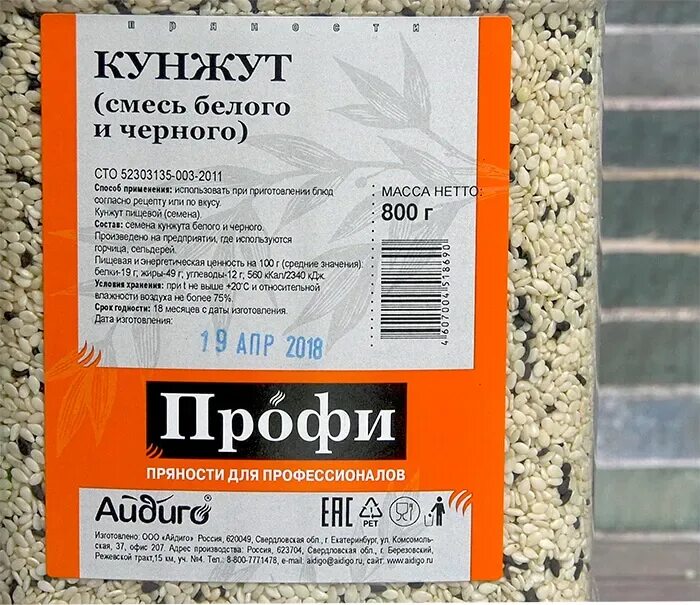 ПРЯНОСТИ
КУНЖУТ
(смесь белого
и черного)
СТО 52303135-003-2011
Способ применения: использовать при приготовлении блюд
согласно рецепту или по вкусу.
Кунжут пищевой (семена).
Состав: семена кунжута белого и черного.
Произведено на предприятии, где используются
горчица, сельдерей.
Пищевая и энергетическая ценность на 100 г (средние значения):
белки-19 г; жиры-49 г; углеводы-12 г; 560 кКал/2340 кДж.
Условия хранения: при t не выше +20°С и относительной
влажности воздуха не более 75%.
Срок годности: 18 месяцев с даты изготовления.
Дата изготовления:
19 АПР 2018
МАССА НЕТТО:
800 г
4607004518690
Профи
ПРЯНОСТИ ДЛЯ ПРОФЕССИОНАЛОВ
Айдиго®
EAC
PET
Изготовлено: ООО «Айдиго» Россия, 620049, Свердловская обл., г. Екатеринбург, ул. Комсомоль-
ская, 37, офис 207. Адрес производства: Россия, 623704, Свердловская обл., г. Березовский,
Режевской тракт,15 км, уч. №4. Тел.: 8-800-7771478, e-mail: aidigo@aidigo.ru, сайт: www.aidigo.ru